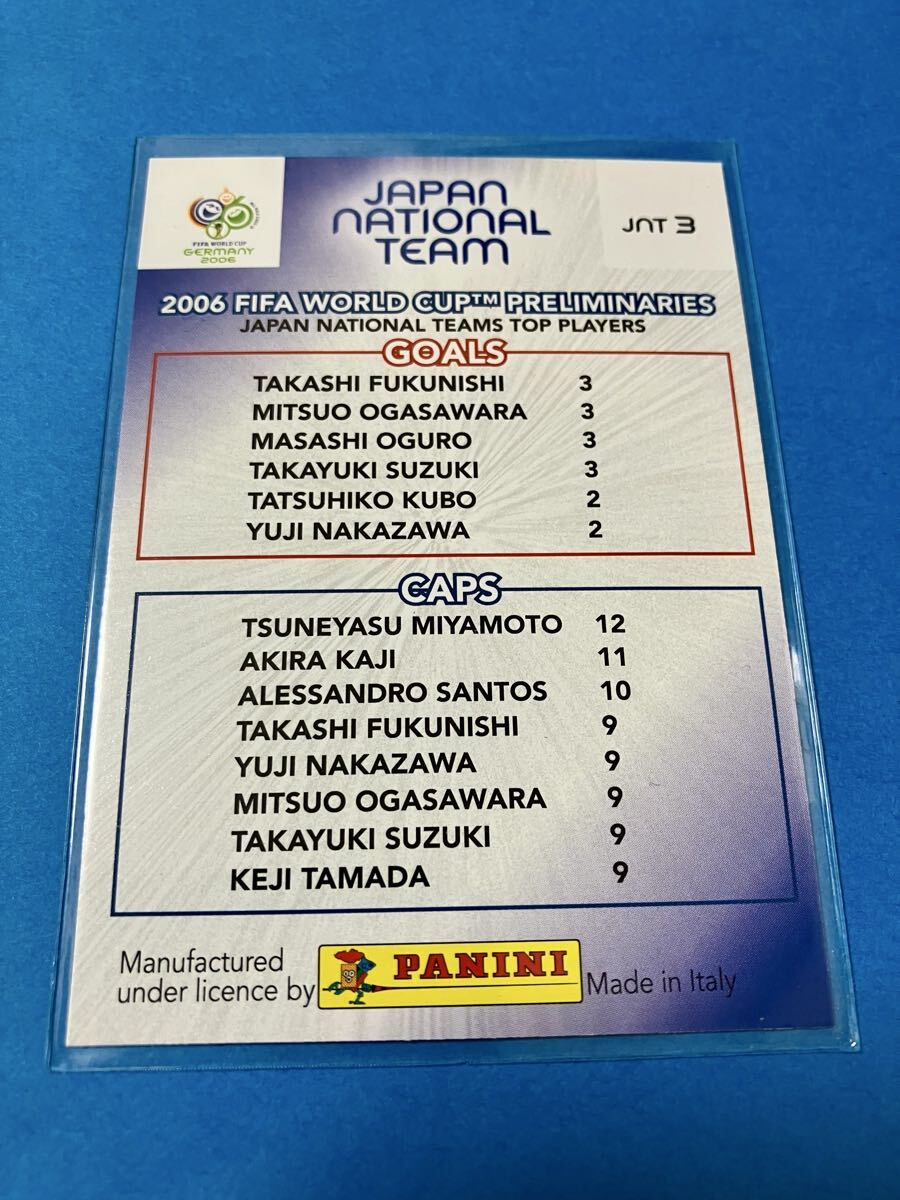 FIFA WORLD CUP
GERMANY
2006
JAPAN
NATIONAL
TEAM
JNT 3
2006 FIFA WORLD CUP™ PRELIMINARIES
JAPAN NATIONAL TEAMS TOP PLAYERS
GOALS
TAKASHI FUKUNISHI 3
MITSUO OGASAWARA 3
MASASHI OGURO 3
TAKAYUKI SUZUKI 3
TATSUHIKO KUBO 2
YUJI NAKAZAWA 2
CAPS
TSUNEYASU MIYAMOTO 12
AKIRA KAJI 11
ALESSANDRO SANTOS 10
TAKASHI FUKUNISHI 9
YUJI NAKAZAWA 9
MITSUO OGASAWARA 9
TAKAYUKI SUZUKI 9
KEJI TAMADA 9
Manufactured
under licence by PANINI Made in Italy